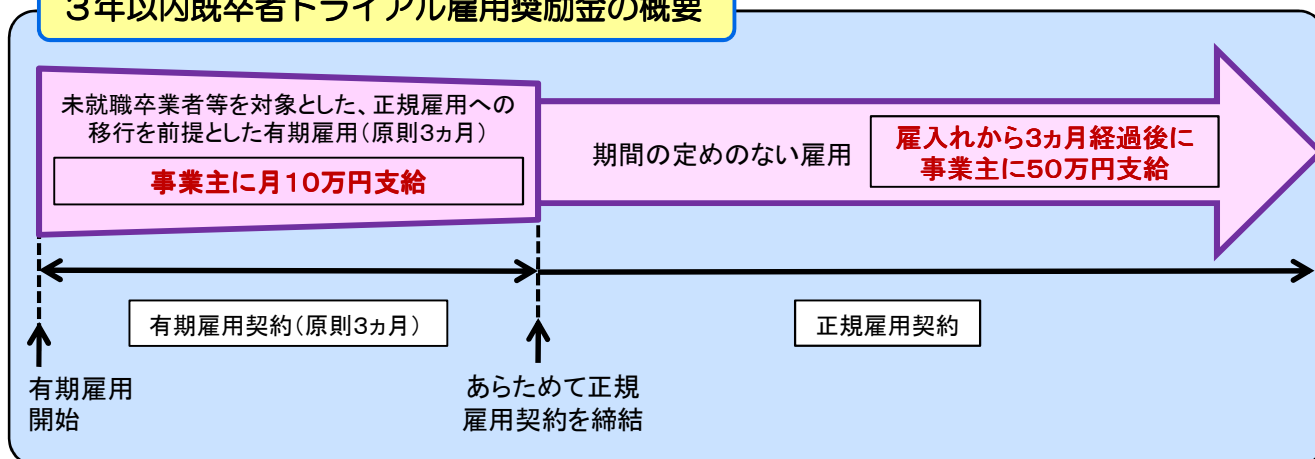 ３年以内既卒者トライアル雇用奨励金の概要
未就職卒業者等を対象とした、正規雇用への
移行を前提とした有期雇用（原則３ヵ月）
事業主に月１０万円支給
期間の定めのない雇用
雇入れから３ヵ月経過後に
事業主に５０万円支給
有期雇用契約（原則３ヵ月）
正規雇用契約
有期雇用
開始
あらためて正規
雇用契約を締結